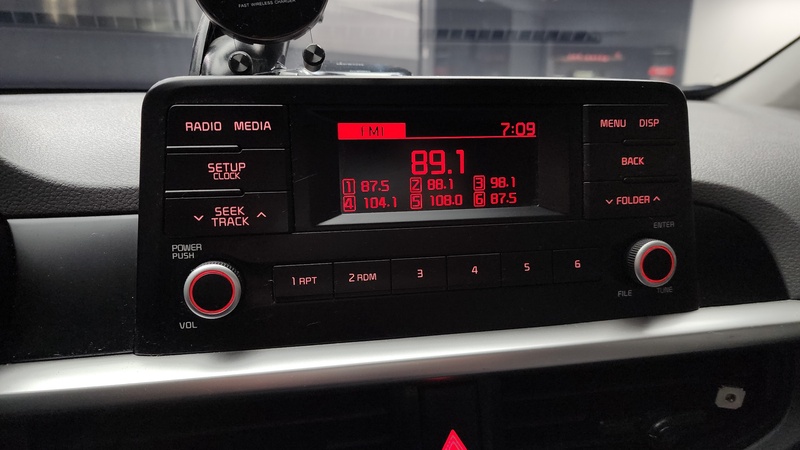 FAST WIRELESS CHARGER
RADIO MEDIA
SETUP
CLOCK
SEEK
TRACK
POWER
PUSH
VOL
FM1 7:09
89.1
1 87.5 2 88.1 3 98.1
4 104.1 5 108.0 6 87.5
1 RPT 2 RDM 3 4 5 6
MENU DISP
BACK
FOLDER
ENTER
FILE TUNE